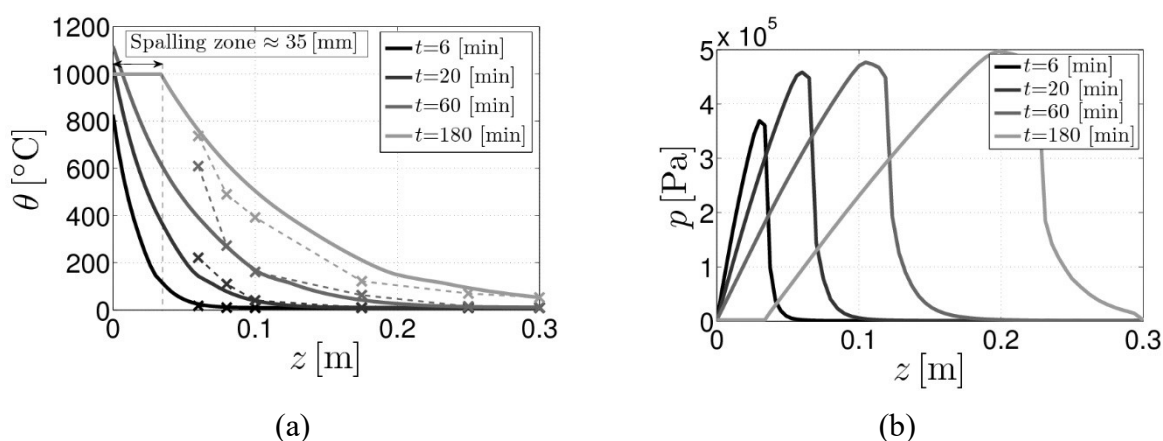 1200
1000
800
600
400
200
0
θ [°C]
Spalling zone ≈ 35 [mm]
t=6 [min]
t=20 [min]
t=60 [min]
t=180 [min]
0 0.1 0.2 0.3
z [m]
(a)
5 x 10⁵
4
3
2
1
0
p [Pa]
t=6 [min]
t=20 [min]
t=60 [min]
t=180 [min]
0 0.1 0.2 0.3
z [m]
(b)